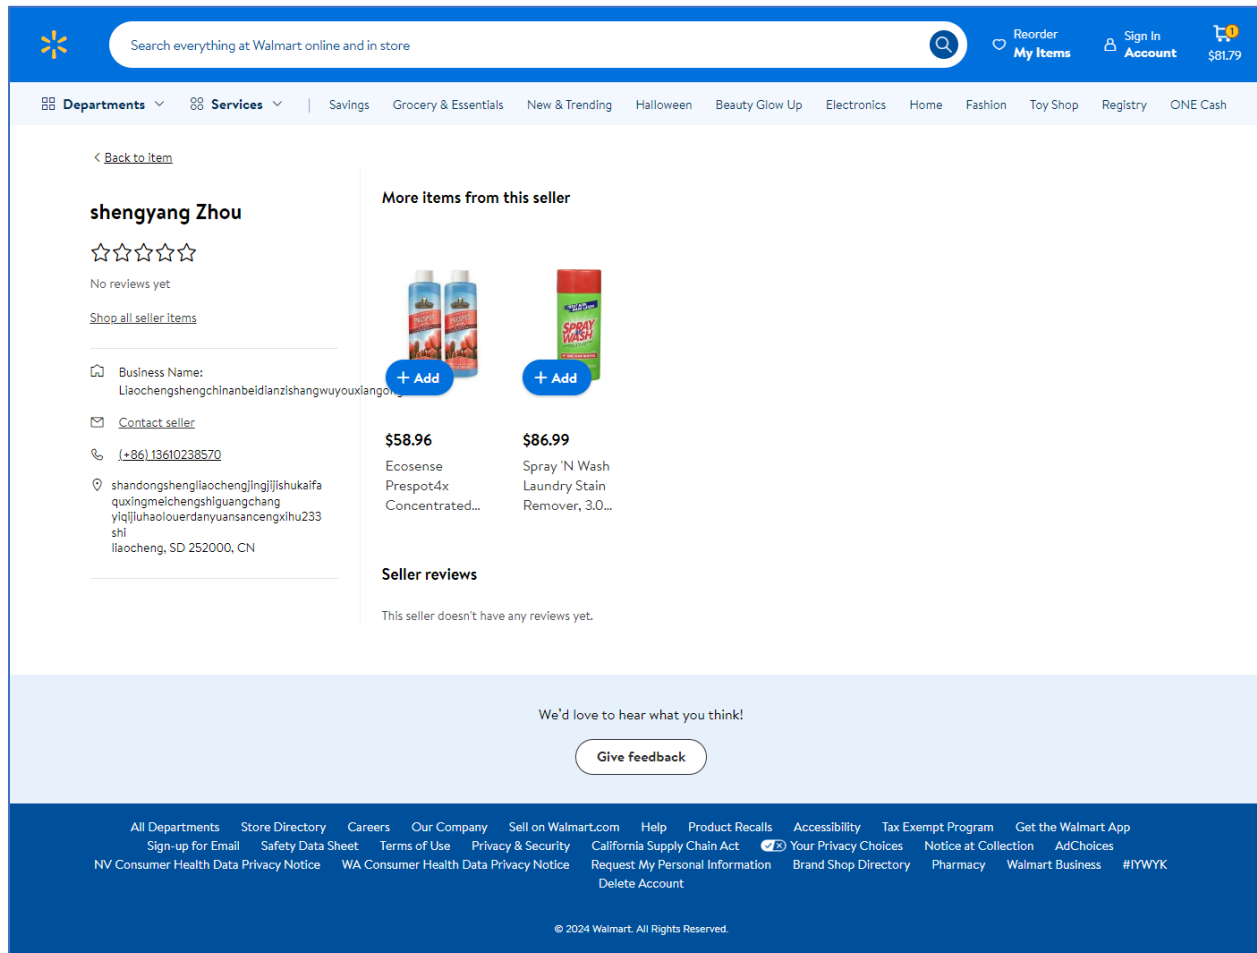 Search everything at Walmart online and in store
Reorder
My Items
Sign In
Account
1
$81.79
Departments
Services
Savings
Grocery & Essentials
New & Trending
Halloween
Beauty Glow Up
Electronics
Home
Fashion
Toy Shop
Registry
ONE Cash
Back to item
shengyang Zhou
No reviews yet
Shop all seller items
Business Name:
Contact seller
(+86) 13610238570
shandongshengliaochengjingjijishukaifa
quxingmeichengshiguangchang
yiqijiuhaolouerdanyuansancengxihu233
shi
liaocheng, SD 252000, CN
More items from this seller
SPRAY
WASH
+ Add
+ Add
$58.96
Ecosense
Prespot4x
Concentrated...
$86.99
Spray 'N Wash
Laundry Stain
Remover, 3.0...
Seller reviews
This seller doesn't have any reviews yet.
We'd love to hear what you think!
Give feedback
All Departments Store Directory Careers Our Company Sell on Walmart.com Help Product Recalls Accessibility Tax Exempt Program Get the Walmart App
Sign-up for Email Safety Data Sheet Terms of Use Privacy & Security California Supply Chain Act Your Privacy Choices Notice at Collection AdChoices
NV Consumer Health Data Privacy Notice WA Consumer Health Data Privacy Notice Request My Personal Information Brand Shop Directory Pharmacy Walmart Business #IYWYK
Delete Account
© 2024 Walmart. All Rights Reserved.